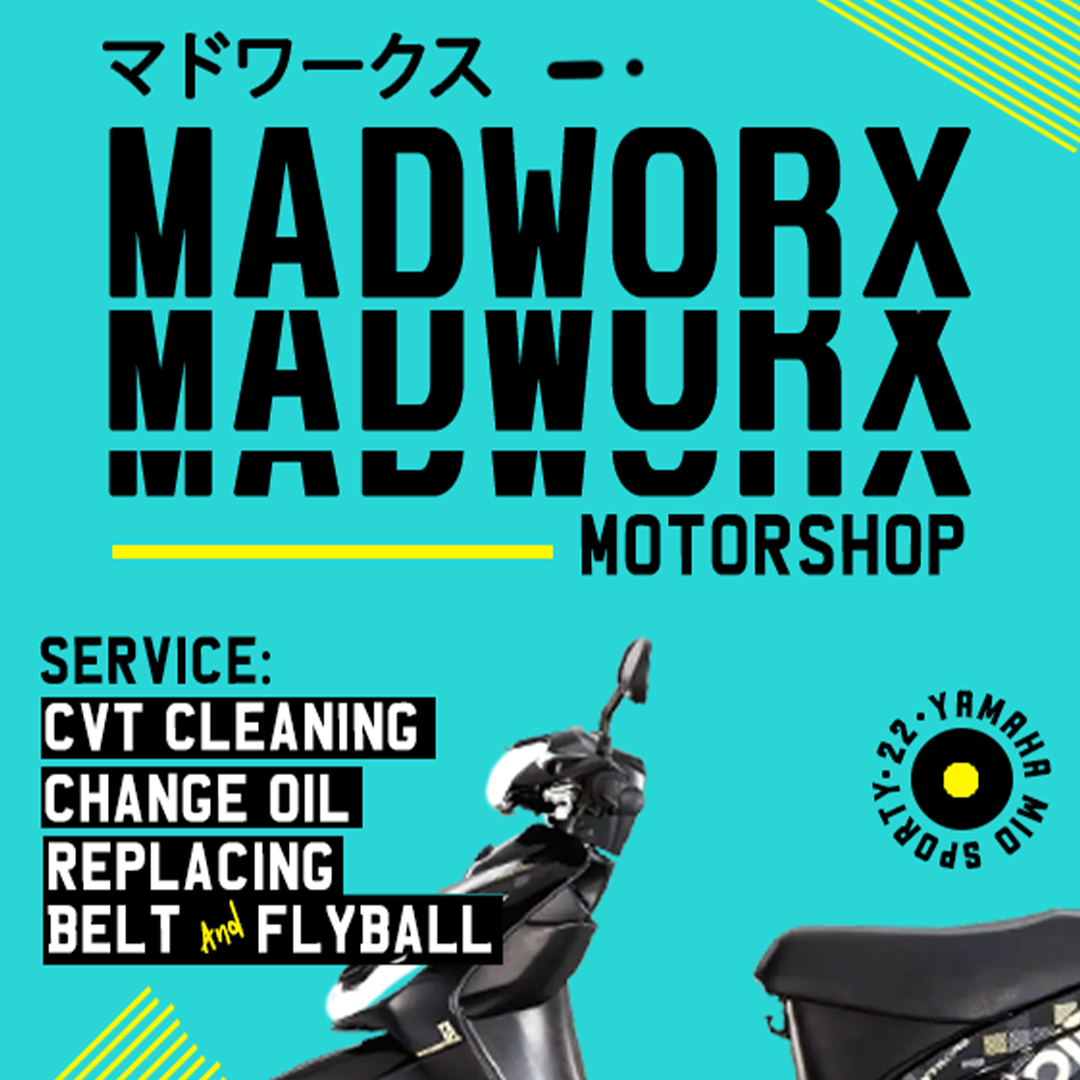 マドワークス
MADWORX
MADWORX
MADWORX
MOTORSHOP
SERVICE:
CVT CLEANING
CHANGE OIL
REPLACING
BELT And FLYBALL
YAMAHA MIO SPORTY·22·